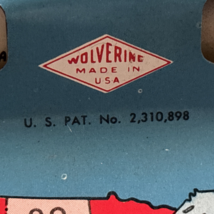 WOLVERINE
MADE IN
USA
U. S. PAT. No. 2,310,898